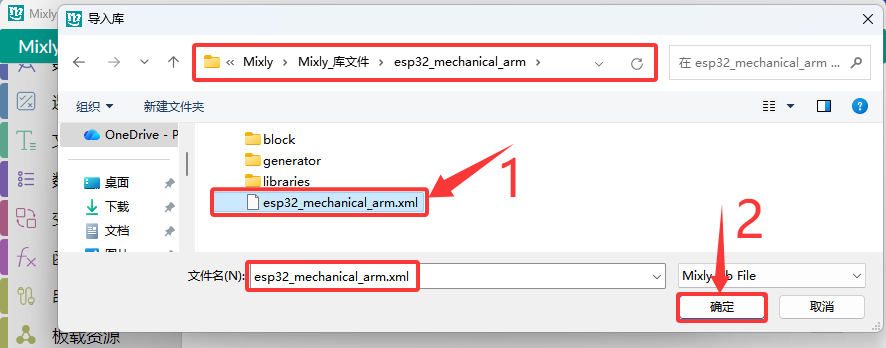 Mixly
导入库
Mixly
« Mixly > Mixly_库文件 > esp32_mechanical_arm >
在 esp32_mechanical_arm ...
组织
新建文件夹
OneDrive - P
桌面
下载
文档
block
generator
libraries
esp32_mechanical_arm.xml
1
2
文件名(N):
esp32_mechanical_arm.xml
确定
取消
板载资源